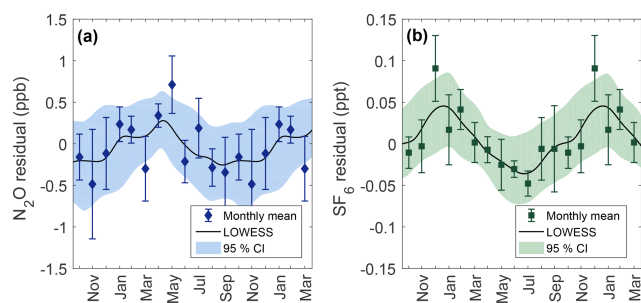 (a)
N₂O residual (ppb)
1.5
1
0.5
0
-0.5
-1
-1.5
Monthly mean
LOWESS
95 % CI
Nov
Jan
Mar
May
Jul
Sep
Nov
Jan
Mar
(b)
SF₆ residual (ppt)
0.15
0.1
0.05
0
-0.05
-0.1
-0.15
Monthly mean
LOWESS
95 % CI
Nov
Jan
Mar
May
Jul
Sep
Nov
Jan
Mar